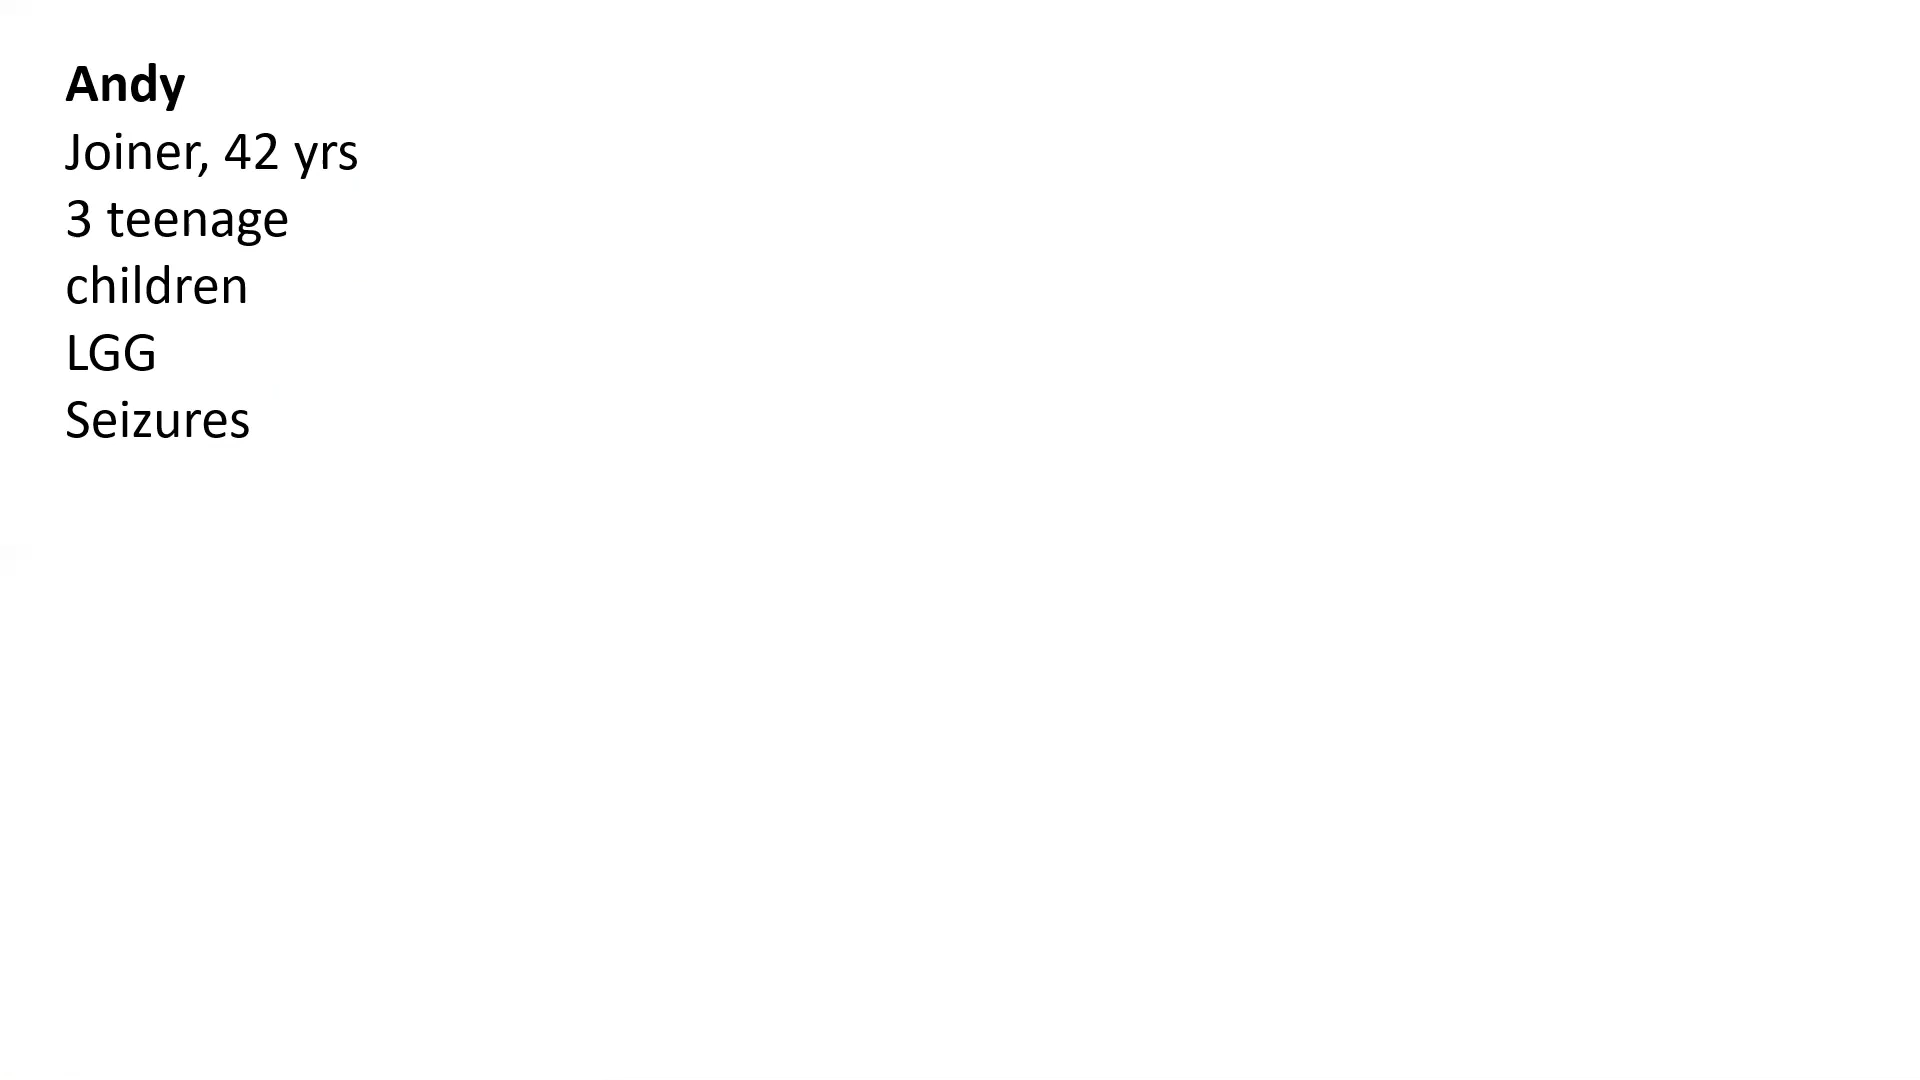 Andy
Joiner, 42 yrs
3 teenage
children
LGG
Seizures